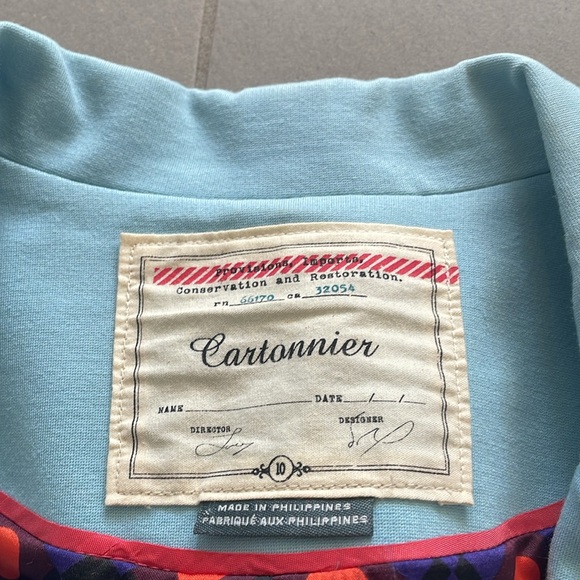 Provisions, Imports,
Conservation and Restoration.
rn 66170 ca 32054
Cartonnier
NAME DATE / /
DIRECTOR DESIGNER
10
MADE IN PHILIPPINES
FABRIQUÉ AUX PHILIPPINES